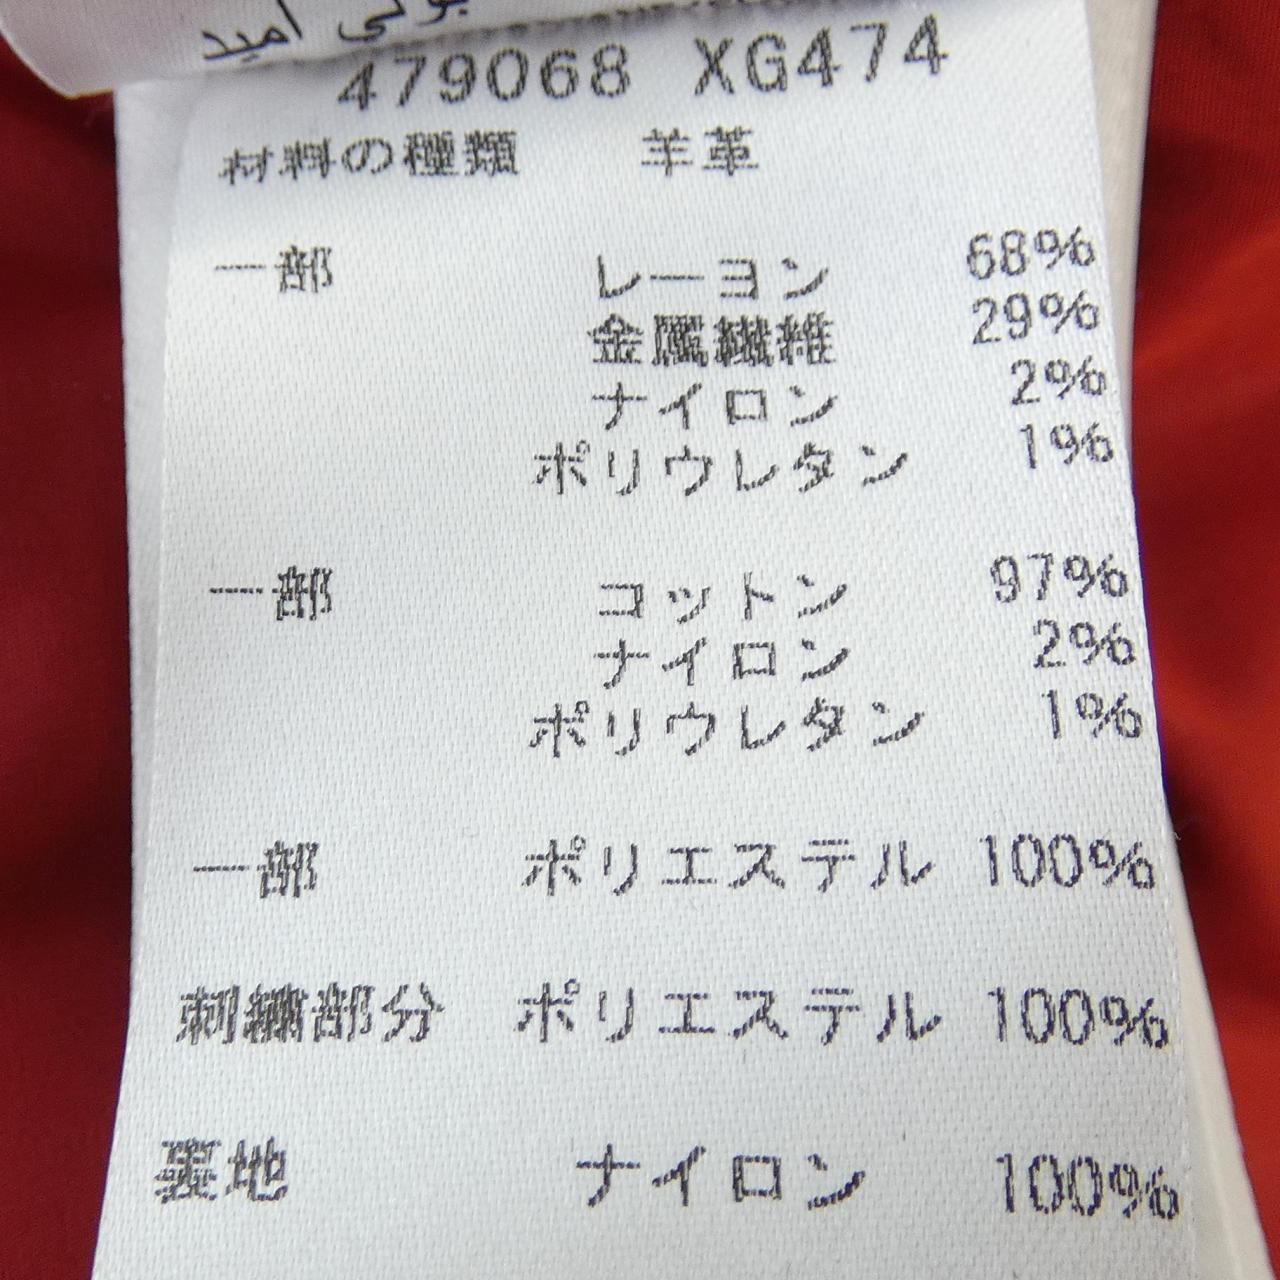 479068 XG474
材料の種類 羊革
一部 レーヨン 68%
金属繊維 29%
ナイロン 2%
ポリウレタン 1%
一部 コットン 97%
ナイロン 2%
ポリウレタン 1%
一部 ポリエステル 100%
刺繍部分 ポリエステル 100%
裏地 ナイロン 100%